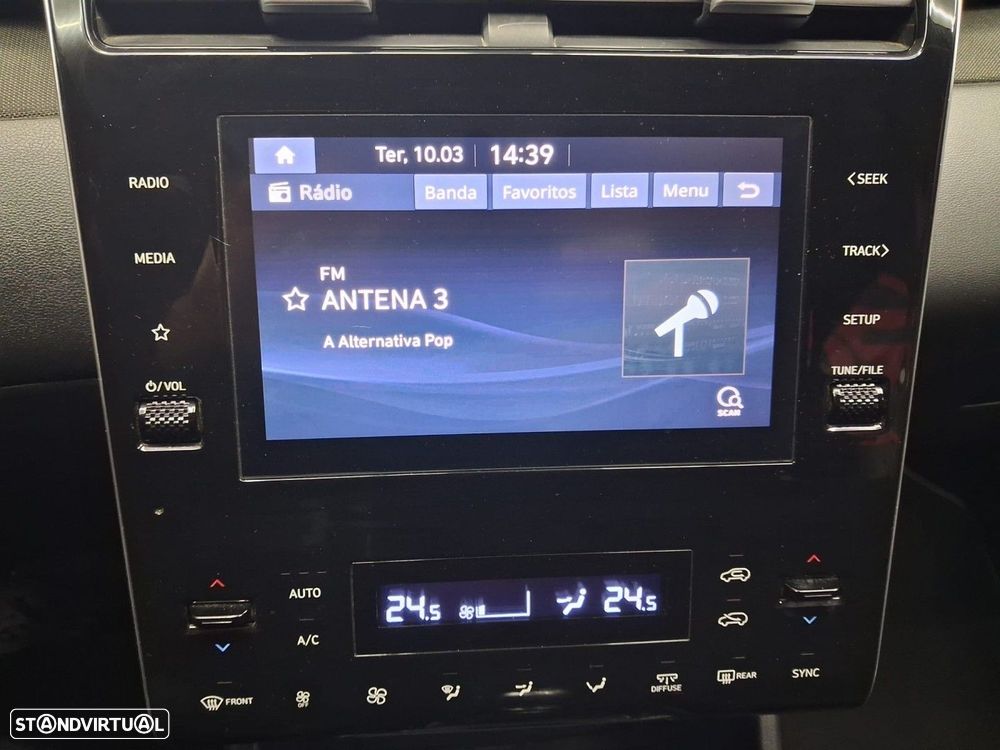 Ter, 10.03 14:39
Rádio Banda Favoritos Lista Menu
RADIO
<SEEK
MEDIA
TRACK>
FM
ANTENA 3
A Alternativa Pop
SETUP
/VOL
TUNE/FILE
SCAN
AUTO
24.5
24.5
A/C
FRONT
OFF
DIFFUSE
REAR
SYNC
STANDVIRTUAL